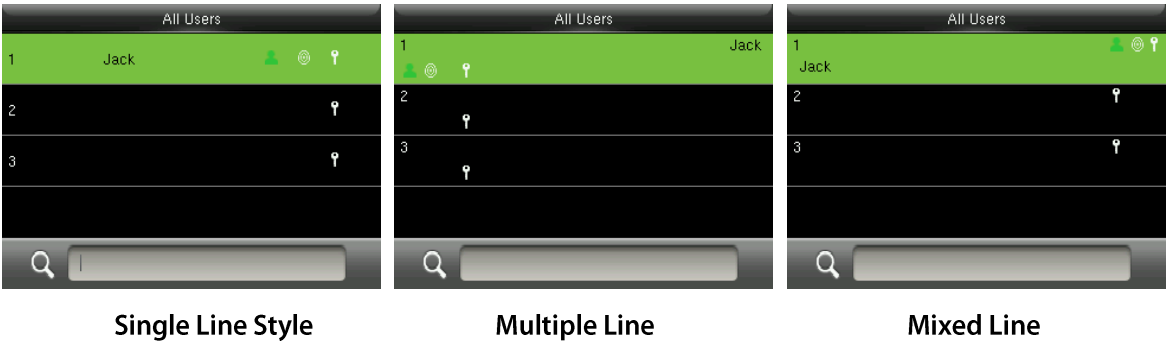 All Users
1 Jack
2
3
All Users
1 Jack
2
3
All Users
1
Jack
2
3
Single Line Style
Multiple Line
Mixed Line